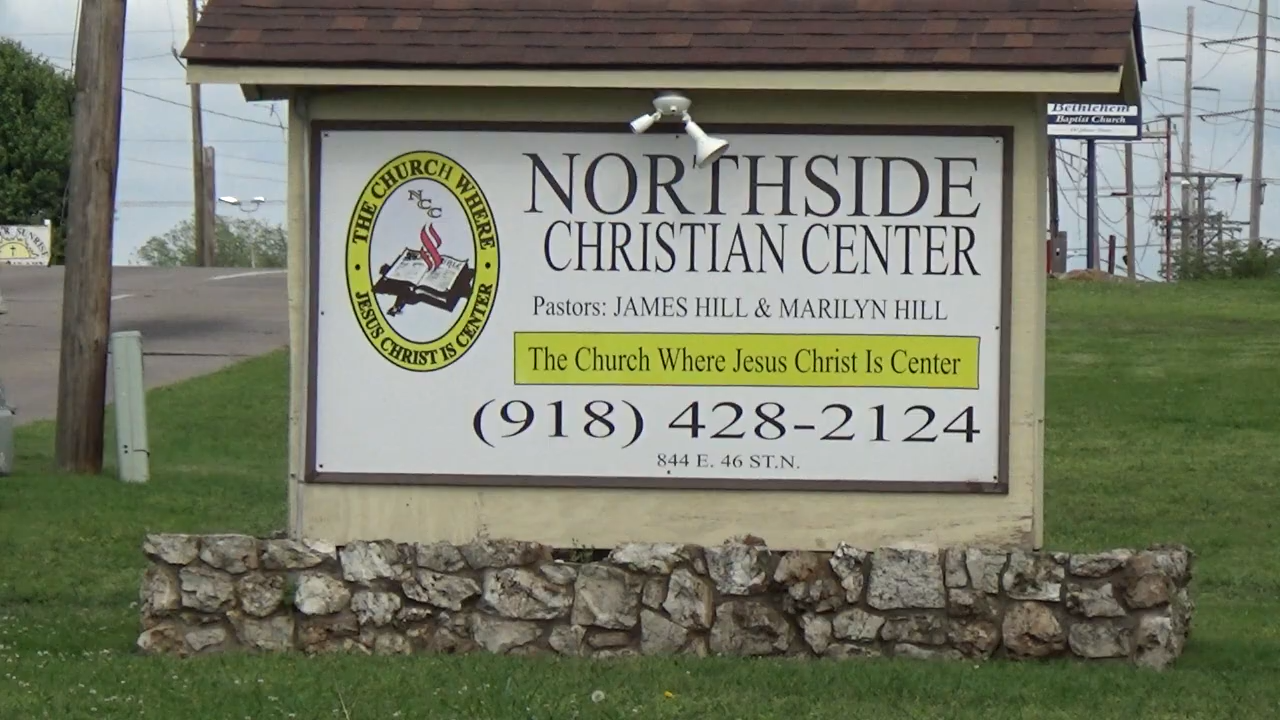 THE CHURCH WHERE
NCC
JESUS CHRIST IS CENTER
NORTHSIDE
CHRISTIAN CENTER
Pastors: JAMES HILL & MARILYN HILL
The Church Where Jesus Christ Is Center
(918) 428-2124
844 E. 46 ST.N.
Bethlehem
Baptist Church
SUNRISE